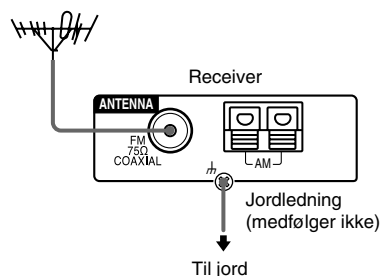 Receiver
ANTENNA
FM
75Ω
COAXIAL
AM
Jordledning
(medfølger ikke)
Til jord